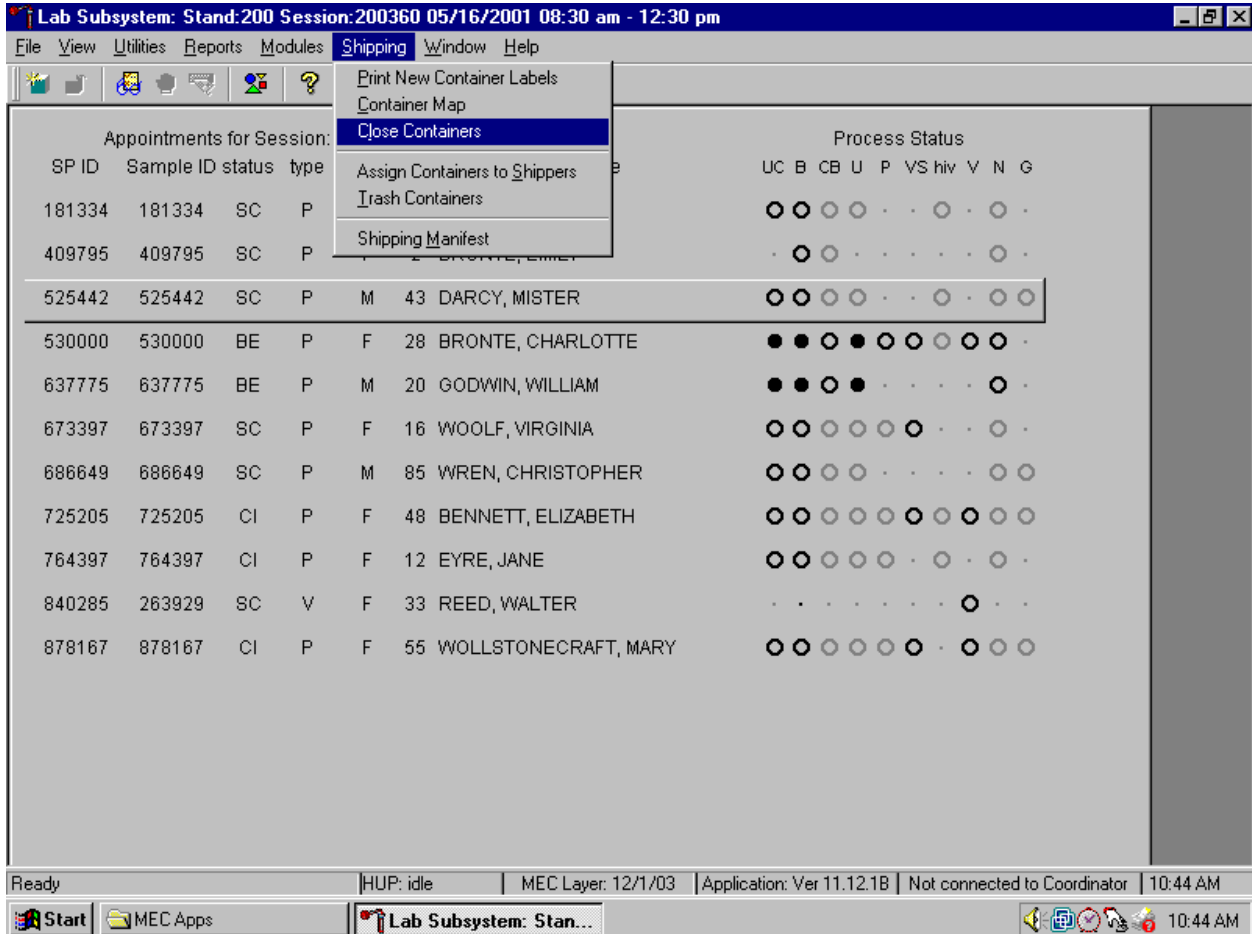 Lab Subsystem: Stand:200 Session:200360 05/16/2001 08:30 am - 12:30 pm
File View Utilities Reports Modules Shipping Window Help
Print New Container Labels
Container Map
Close Containers
Assign Containers to Shippers
Trash Containers
Shipping Manifest
Appointments for Session: Process Status
SP ID Sample ID status type UC B CB U P VS hiv V N G
181334 181334 SC P
409795 409795 SC P
525442 525442 SC P M 43 DARCY, MISTER
530000 530000 BE P F 28 BRONTE, CHARLOTTE
637775 637775 BE P M 20 GODWIN, WILLIAM
673397 673397 SC P F 16 WOOLF, VIRGINIA
686649 686649 SC P M 85 WREN, CHRISTOPHER
725205 725205 CI P F 48 BENNETT, ELIZABETH
764397 764397 CI P F 12 EYRE, JANE
840285 263929 SC V F 33 REED, WALTER
878167 878167 CI P F 55 WOLLSTONECRAFT, MARY
Ready HUP: idle MEC Layer: 12/1/03 Application: Ver 11.12.1B Not connected to Coordinator 10:44 AM
Start MEC Apps Lab Subsystem: Stan... 10:44 AM